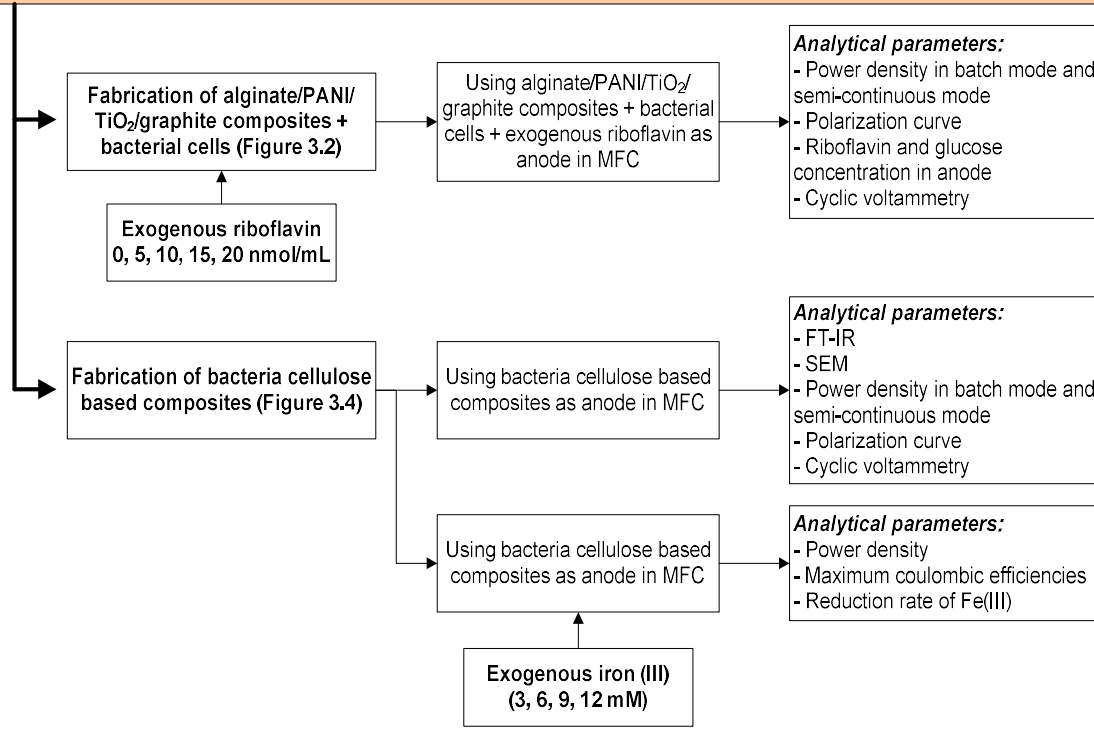 Fabrication of alginate/PANI/
TiO₂/graphite composites +
bacterial cells (Figure 3.2)
Exogenous riboflavin
0, 5, 10, 15, 20 nmol/mL
Using alginate/PANI/TiO₂/
graphite composites + bacterial
cells + exogenous riboflavin as
anode in MFC
Analytical parameters:
- Power density in batch mode and
semi-continuous mode
- Polarization curve
- Riboflavin and glucose
concentration in anode
- Cyclic voltammetry
Fabrication of bacteria cellulose
based composites (Figure 3.4)
Using bacteria cellulose based
composites as anode in MFC
Analytical parameters:
- FT-IR
- SEM
- Power density in batch mode and
semi-continuous mode
- Polarization curve
- Cyclic voltammetry
Using bacteria cellulose based
composites as anode in MFC
Analytical parameters:
- Power density
- Maximum coulombic efficiencies
- Reduction rate of Fe(III)
Exogenous iron (III)
(3, 6, 9, 12 mM)